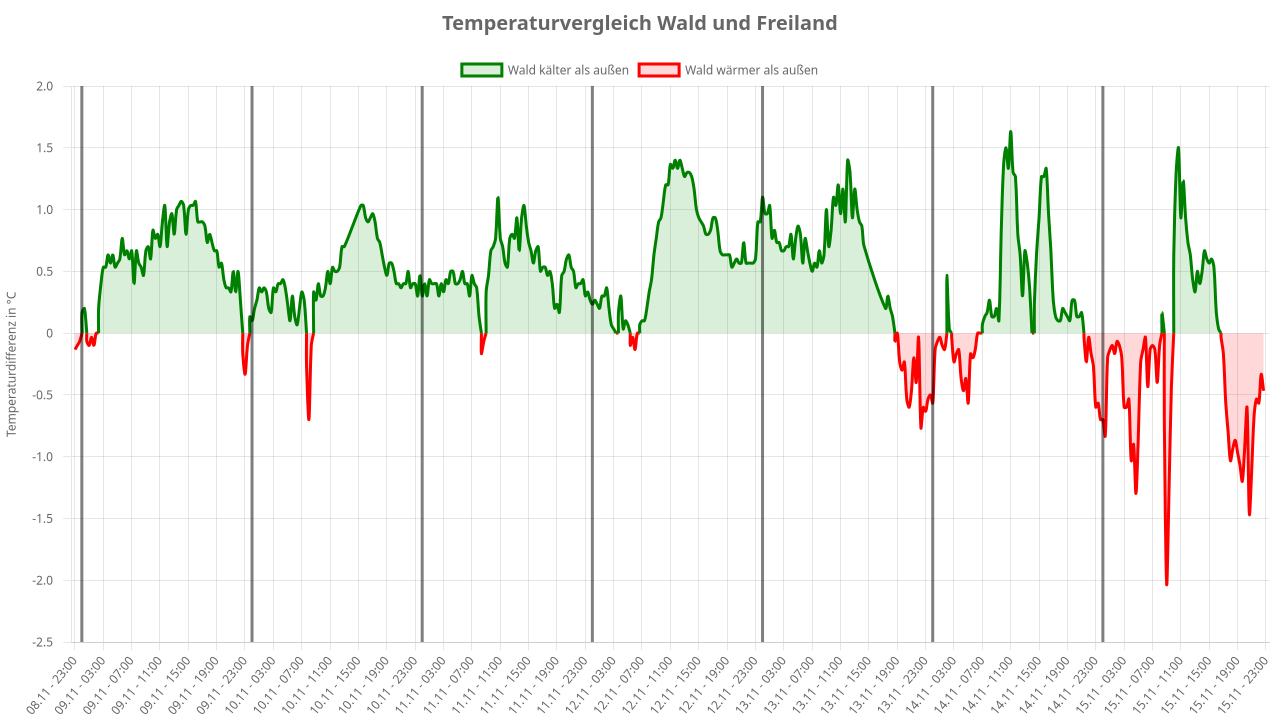 Temperaturvergleich Wald und Freiland
Wald kälter als außen
Wald wärmer als außen
Temperaturdifferenz in °C
2.0
1.5
1.0
0.5
0
-0.5
-1.0
-1.5
-2.0
-2.5
08.11 - 23:00
09.11 - 03:00
09.11 - 07:00
09.11 - 11:00
09.11 - 15:00
09.11 - 19:00
09.11 - 23:00
10.11 - 03:00
10.11 - 07:00
10.11 - 11:00
10.11 - 15:00
10.11 - 19:00
10.11 - 23:00
11.11 - 03:00
11.11 - 07:00
11.11 - 11:00
11.11 - 15:00
11.11 - 19:00
11.11 - 23:00
12.11 - 03:00
12.11 - 07:00
12.11 - 11:00
12.11 - 15:00
12.11 - 19:00
12.11 - 23:00
13.11 - 03:00
13.11 - 07:00
13.11 - 11:00
13.11 - 15:00
13.11 - 19:00
13.11 - 23:00
14.11 - 03:00
14.11 - 07:00
14.11 - 11:00
14.11 - 15:00
14.11 - 19:00
14.11 - 23:00
15.11 - 03:00
15.11 - 07:00
15.11 - 11:00
15.11 - 15:00
15.11 - 19:00
15.11 - 23:00